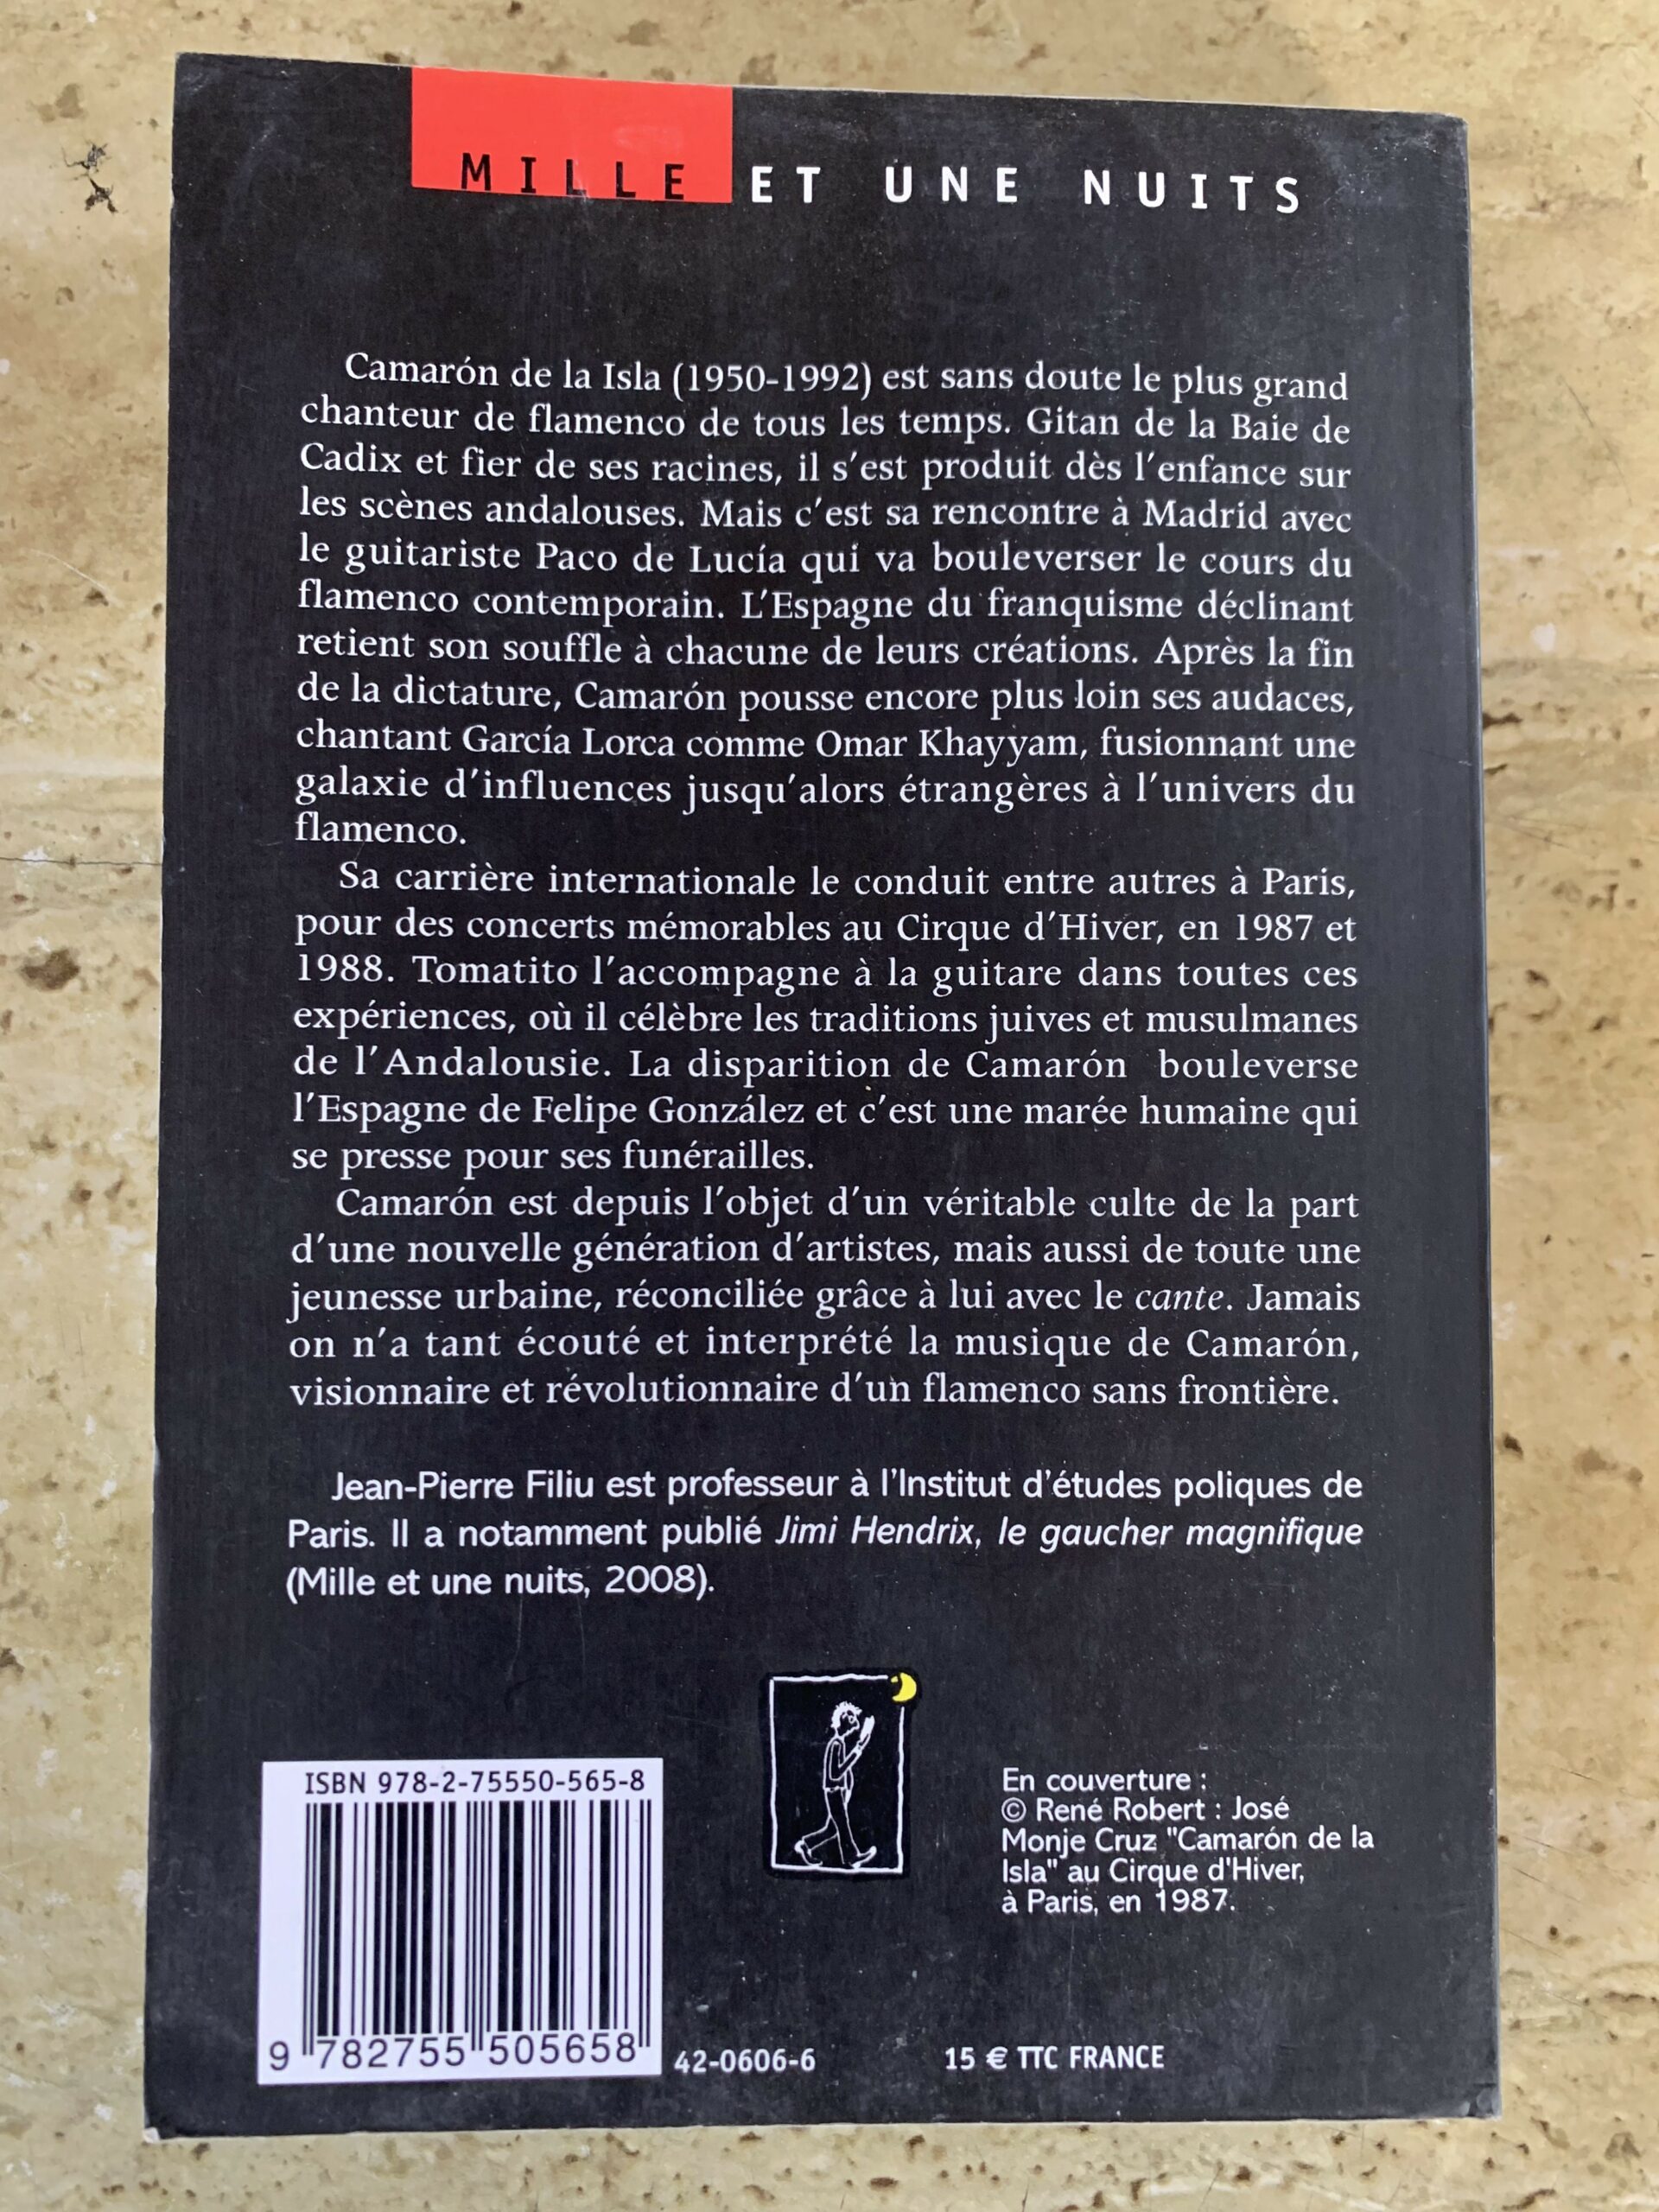 MILLE ET UNE NUITS
Camarón de la Isla (1950-1992) est sans doute le plus grand
chanteur de flamenco de tous les temps. Gitan de la Baie de
Cadix et fier de ses racines, il s'est produit dès l'enfance sur
les scènes andalouses. Mais c'est sa rencontre à Madrid avec
le guitariste Paco de Lucía qui va bouleverser le cours du
flamenco contemporain. L'Espagne du franquisme déclinant
retient son souffle à chacune de leurs créations. Après la fin
de la dictature, Camarón pousse encore plus loin ses audaces,
chantant García Lorca comme Omar Khayyam, fusionnant une
galaxie d'influences jusqu'alors étrangères à l'univers du
flamenco.
Sa carrière internationale le conduit entre autres à Paris,
pour des concerts mémorables au Cirque d'Hiver, en 1987 et
1988. Tomatito l'accompagne à la guitare dans toutes ces
expériences, où il célèbre les traditions juives et musulmanes
de l'Andalousie. La disparition de Camarón bouleverse
l'Espagne de Felipe González et c'est une marée humaine qui
se presse pour ses funérailles.
Camarón est depuis l'objet d'un véritable culte de la part
d'une nouvelle génération d'artistes, mais aussi de toute une
jeunesse urbaine, réconciliée grâce à lui avec le cante. Jamais
on n'a tant écouté et interprété la musique de Camarón,
visionnaire et révolutionnaire d'un flamenco sans frontière.
Jean-Pierre Filiu est professeur à l'Institut d'études poliques de
Paris. Il a notamment publié Jimi Hendrix, le gaucher magnifique
(Mille et une nuits, 2008).
ISBN 978-2-75550-565-8
9 782755 505658
42-0606-6
15 € TTC FRANCE
En couverture :
© René Robert : José
Monje Cruz "Camarón de la
Isla" au Cirque d'Hiver,
à Paris, en 1987.